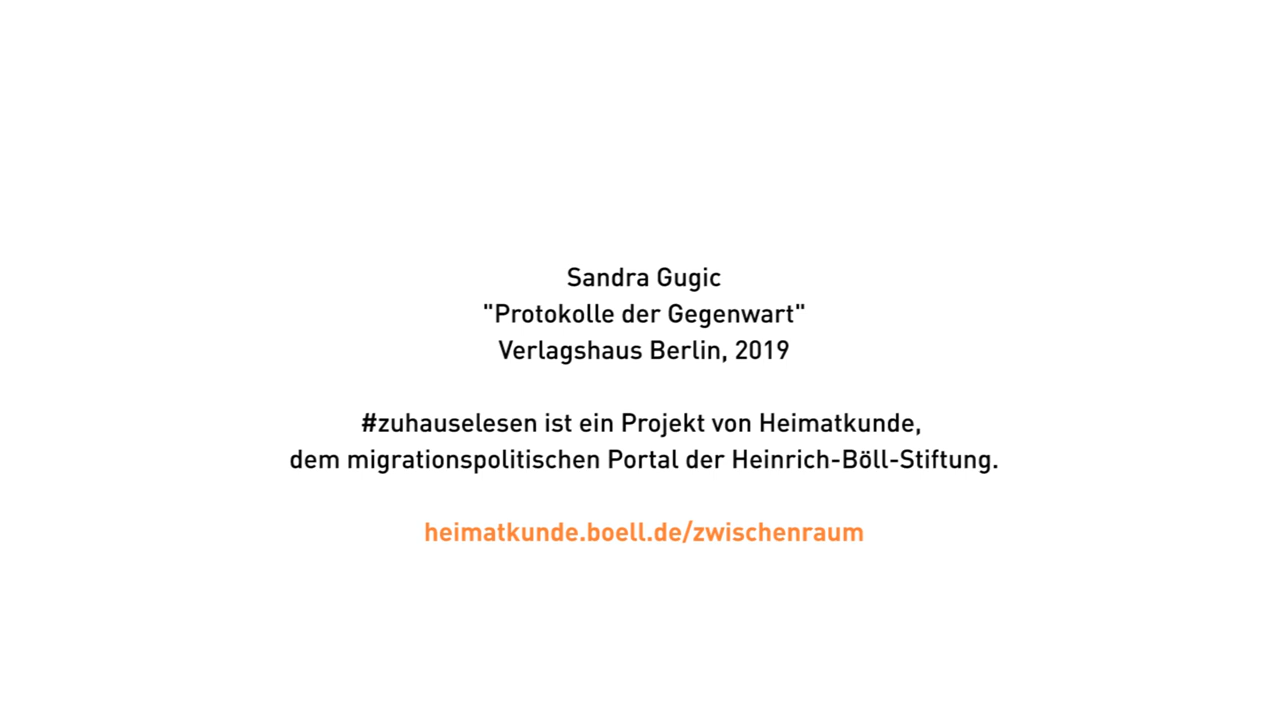 Sandra Gugic
"Protokolle der Gegenwart"
Verlagshaus Berlin, 2019
#zuhauselesen ist ein Projekt von Heimatkunde,
dem migrationspolitischen Portal der Heinrich-Böll-Stiftung.
heimatkunde.boell.de/zwischenraum